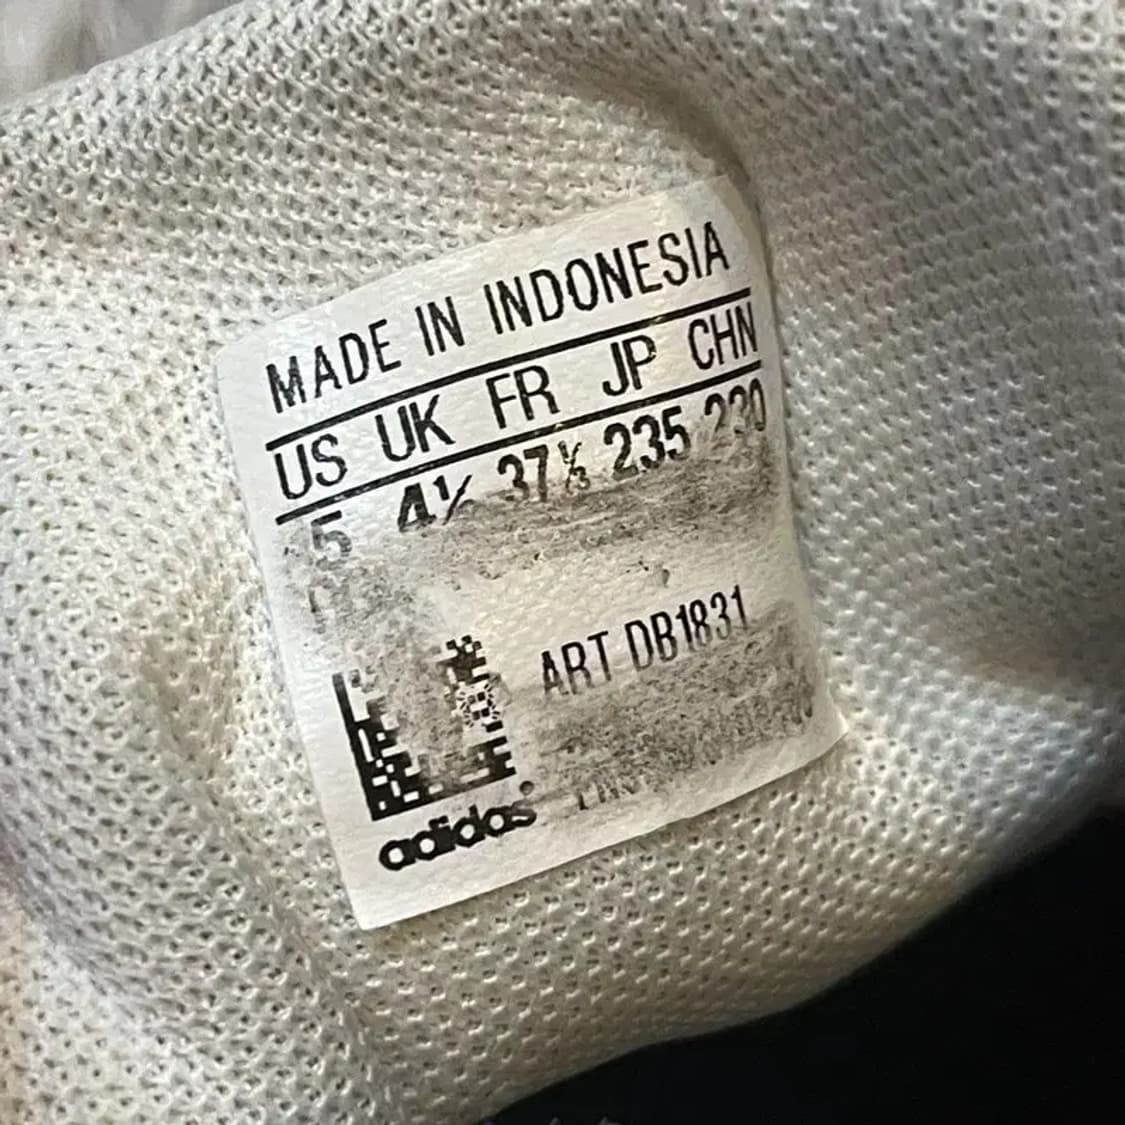 MADE IN INDONESIA
US UK FR JP CHN
5 4½ 37⅓ 235 230
ART DB1831
adidas